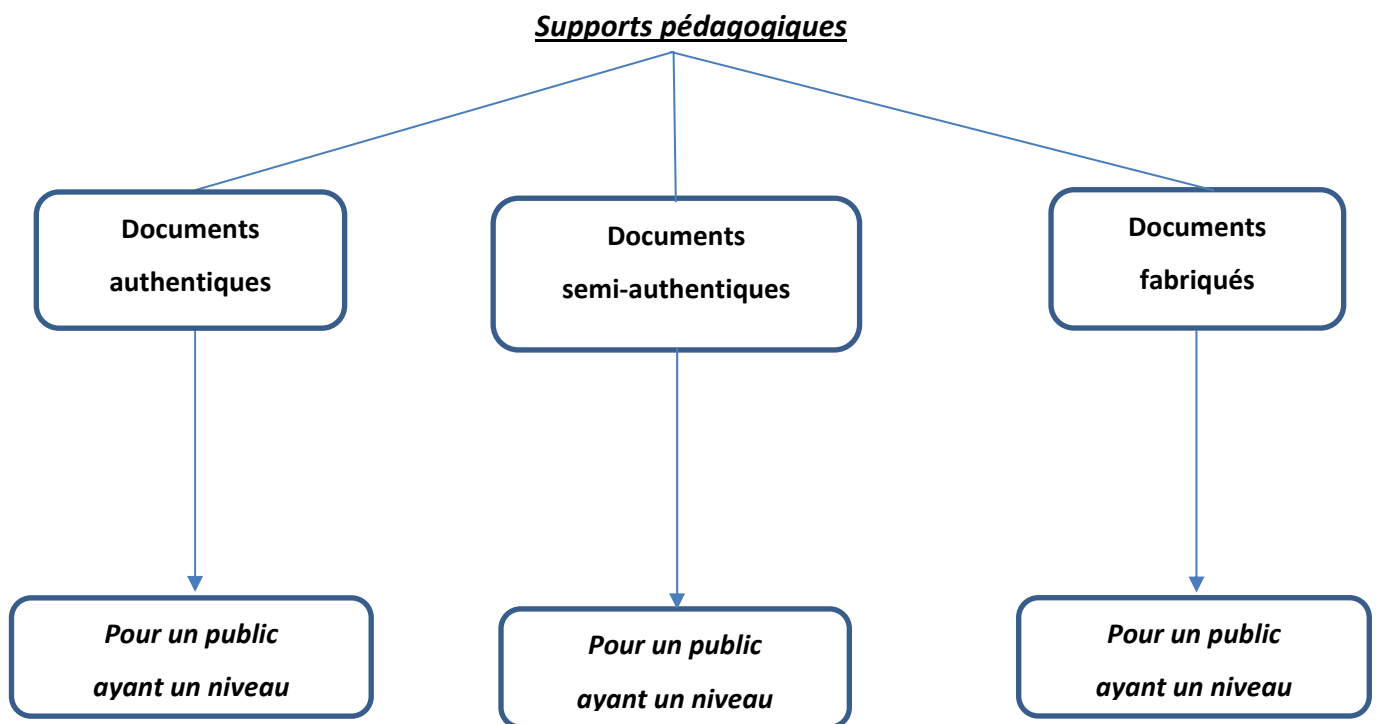 Supports pédagogiques
Documents
authentiques
Documents
semi-authentiques
Documents
fabriqués
Pour un public
ayant un niveau
Pour un public
ayant un niveau
Pour un public
ayant un niveau